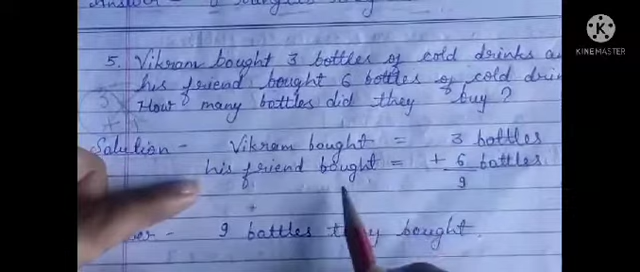 KINEMASTER
5. Vikram bought 3 bottles of cold drinks
his friend bought 6 bottles of cold
How many bottles did they buy ?
Solution - Vikram bought = 3 bottles
his friend bought = + 6 bottles
9
9 bottles they bought.